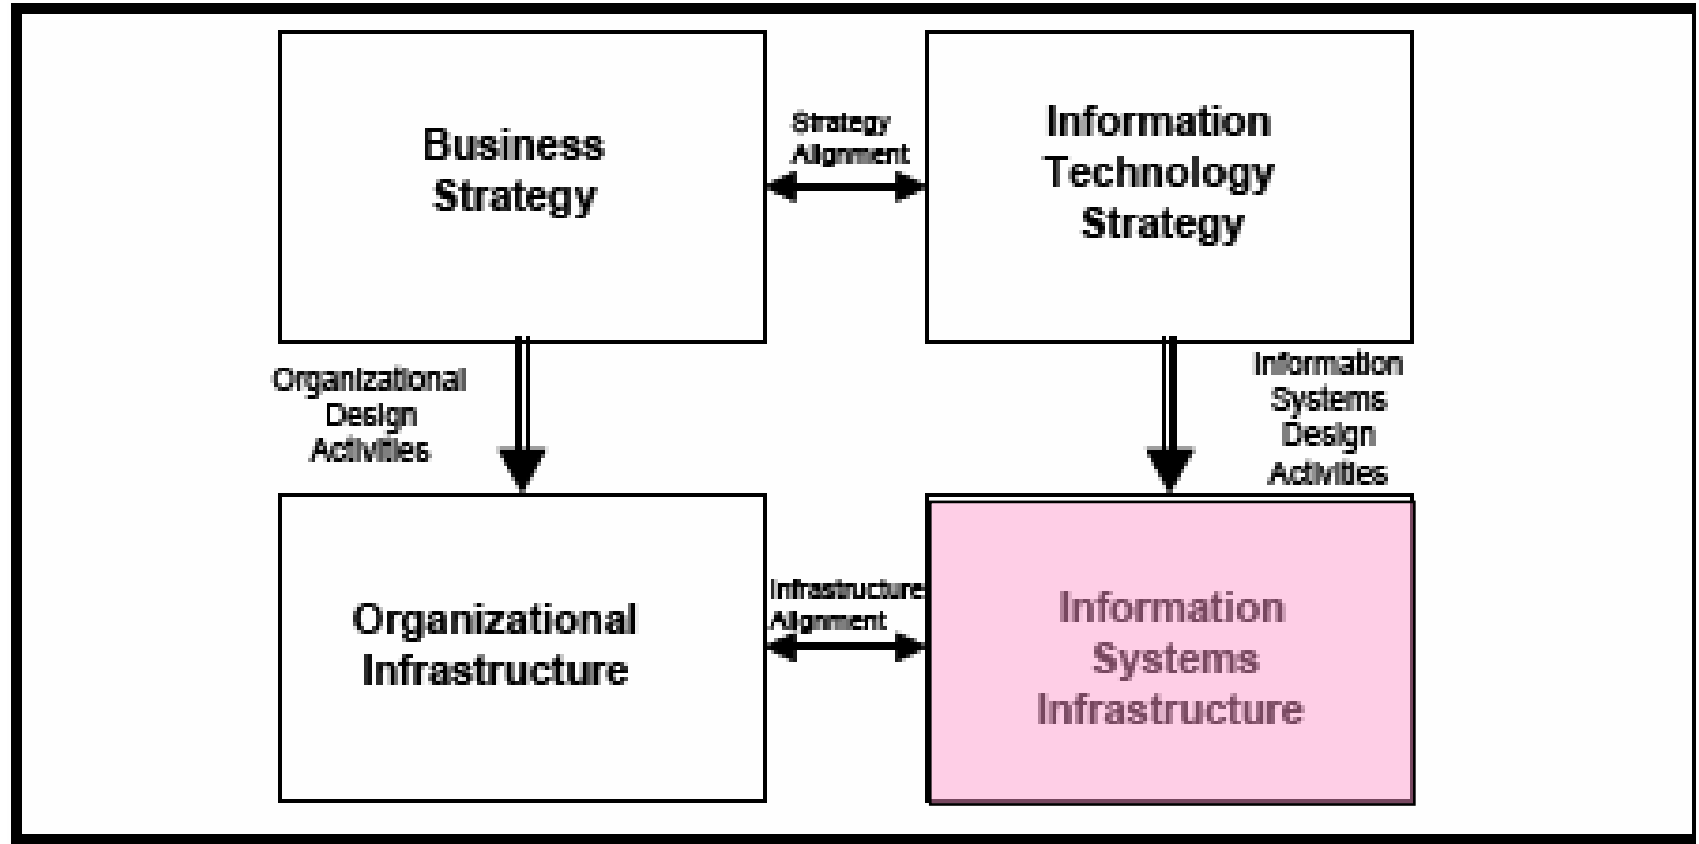 Business
Strategy
Strategy
Alignment
Information
Technology
Strategy
Organizational
Design
Activities
Information
Systems
Design
Activities
Organizational
Infrastructure
Infrastructure
Alignment
Information
Systems
Infrastructure